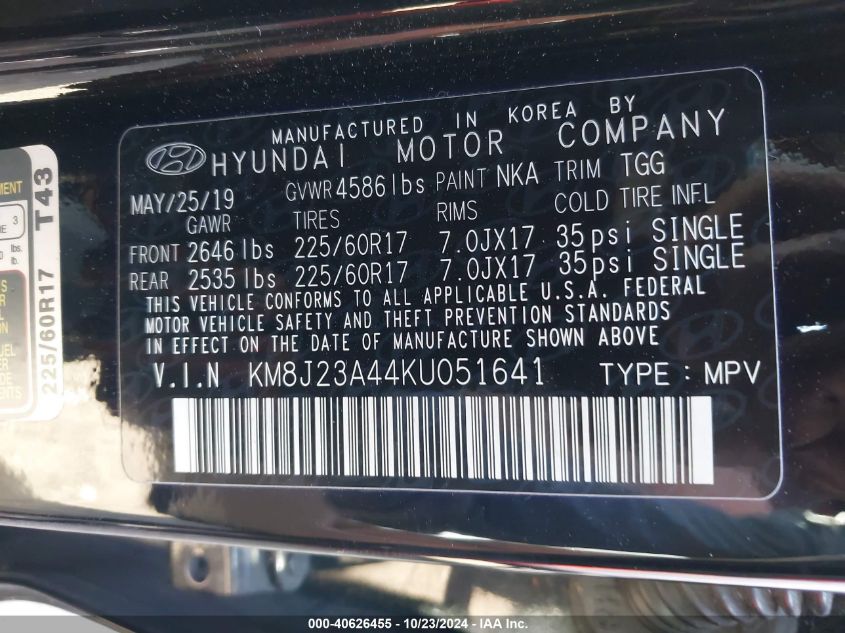 MANUFACTURED IN KOREA BY
HYUNDAI MOTOR COMPANY
MAY/25/19 GVWR 4586 lbs PAINT NKA TRIM TGG
GAWR TIRES RIMS COLD TIRE INFL
FRONT 2646 lbs 225/60R17 7.0JX17 35psi SINGLE
REAR 2535 lbs 225/60R17 7.0JX17 35psi SINGLE
THIS VEHICLE CONFORMS TO ALL APPLICABLE U.S.A. FEDERAL
MOTOR VEHICLE SAFETY AND THEFT PREVENTION STANDARDS
IN EFFECT ON THE DATE OF MANUFACTURE SHOWN ABOVE
V.I.N KM8J23A44KU051641 TYPE : MPV
225/60R17 T43
3
lbs.
lb.
000-40626455 - 10/23/2024 - IAA Inc.